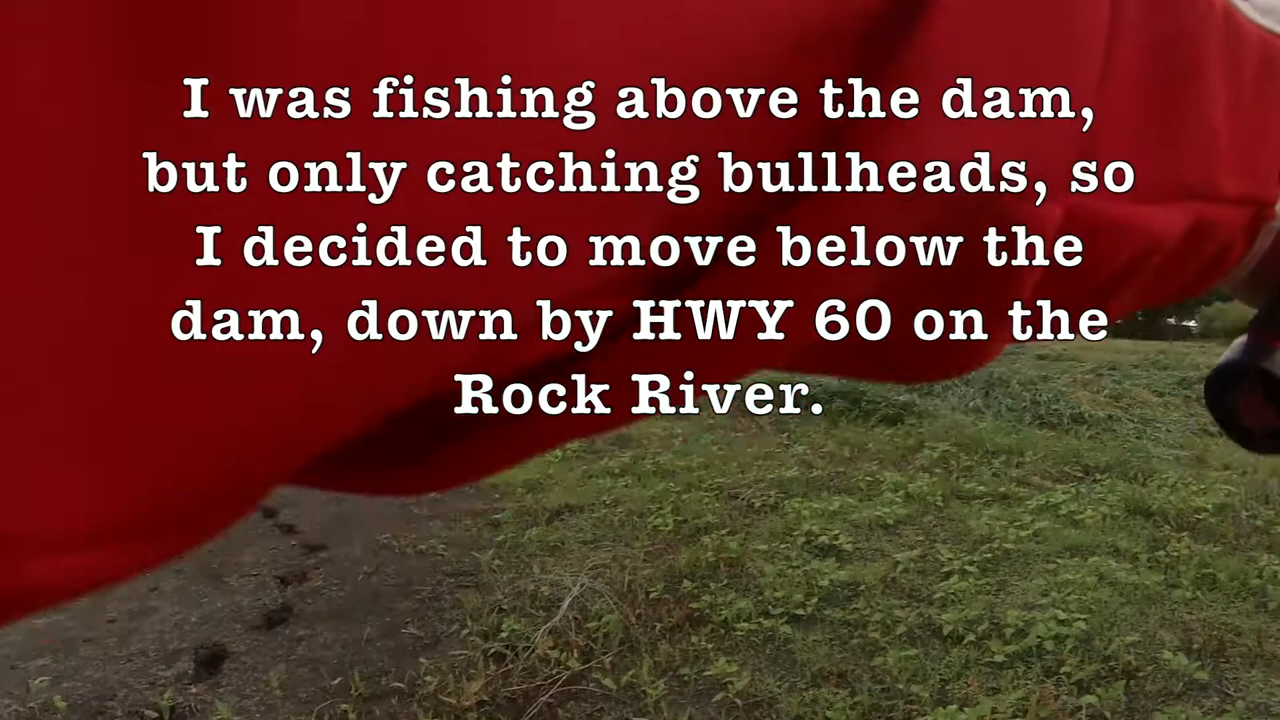 I was fishing above the dam,
but only catching bullheads, so
I decided to move below the
dam, down by HWY 60 on the
Rock River.